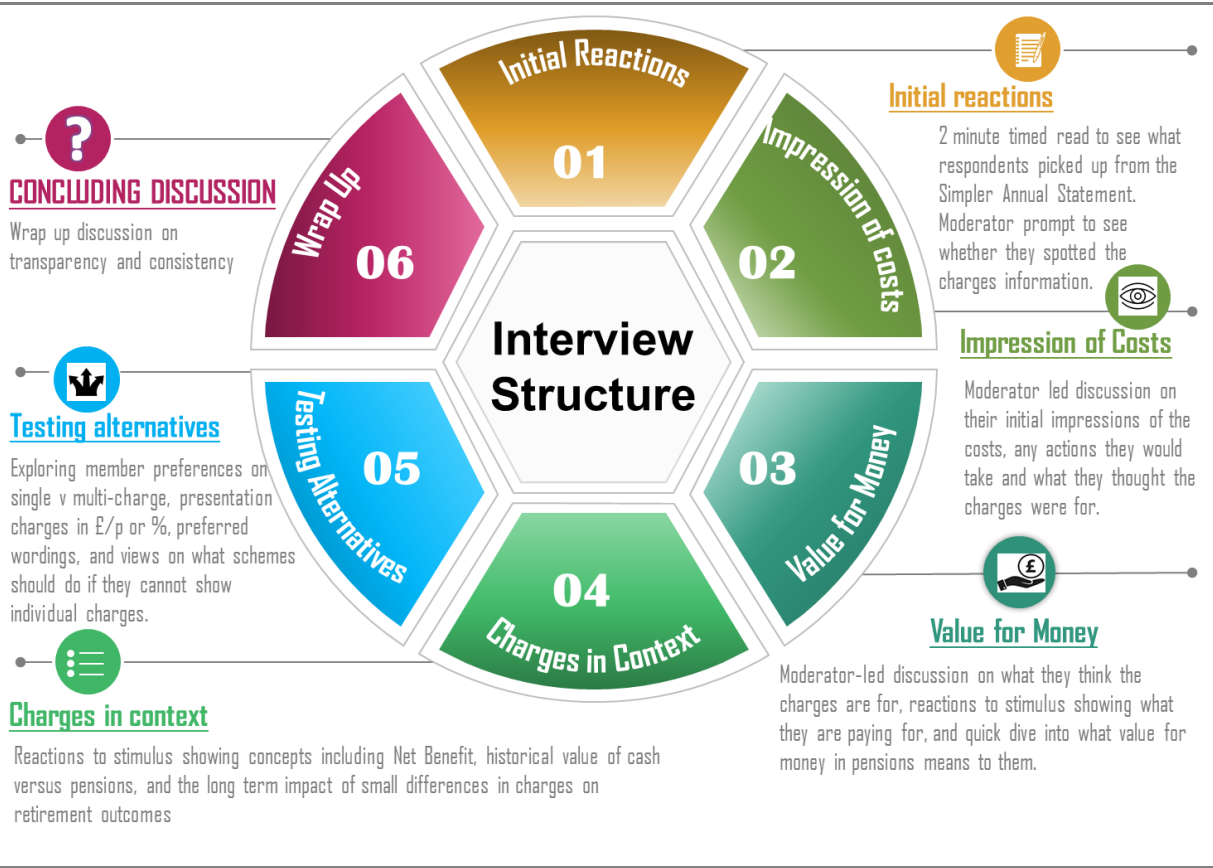 Initial Reactions
01
Impression of costs
02
Value for Money
03
04
Charges in Context
Testing Alternatives
05
Wrap Up
06
Interview
Structure
Initial reactions
2 minute timed read to see what
respondents picked up from the
Simpler Annual Statement.
Moderator prompt to see
whether they spotted the
charges information.
Impression of Costs
Moderator led discussion on
their initial impressions of the
costs, any actions they would
take and what they thought the
charges were for.
£
Value for Money
Moderator-led discussion on what they think the
charges are for, reactions to stimulus showing what
they are paying for, and quick dive into what value for
money in pensions means to them.
Charges in context
Reactions to stimulus showing concepts including Net Benefit, historical value of cash
versus pensions, and the long term impact of small differences in charges on
retirement outcomes
Testing alternatives
Exploring member preferences on
single v multi-charge, presentation
charges in £/p or %, preferred
wordings, and views on what schemes
should do if they cannot show
individual charges.
?
CONCLUDING DISCUSSION
Wrap up discussion on
transparency and consistency